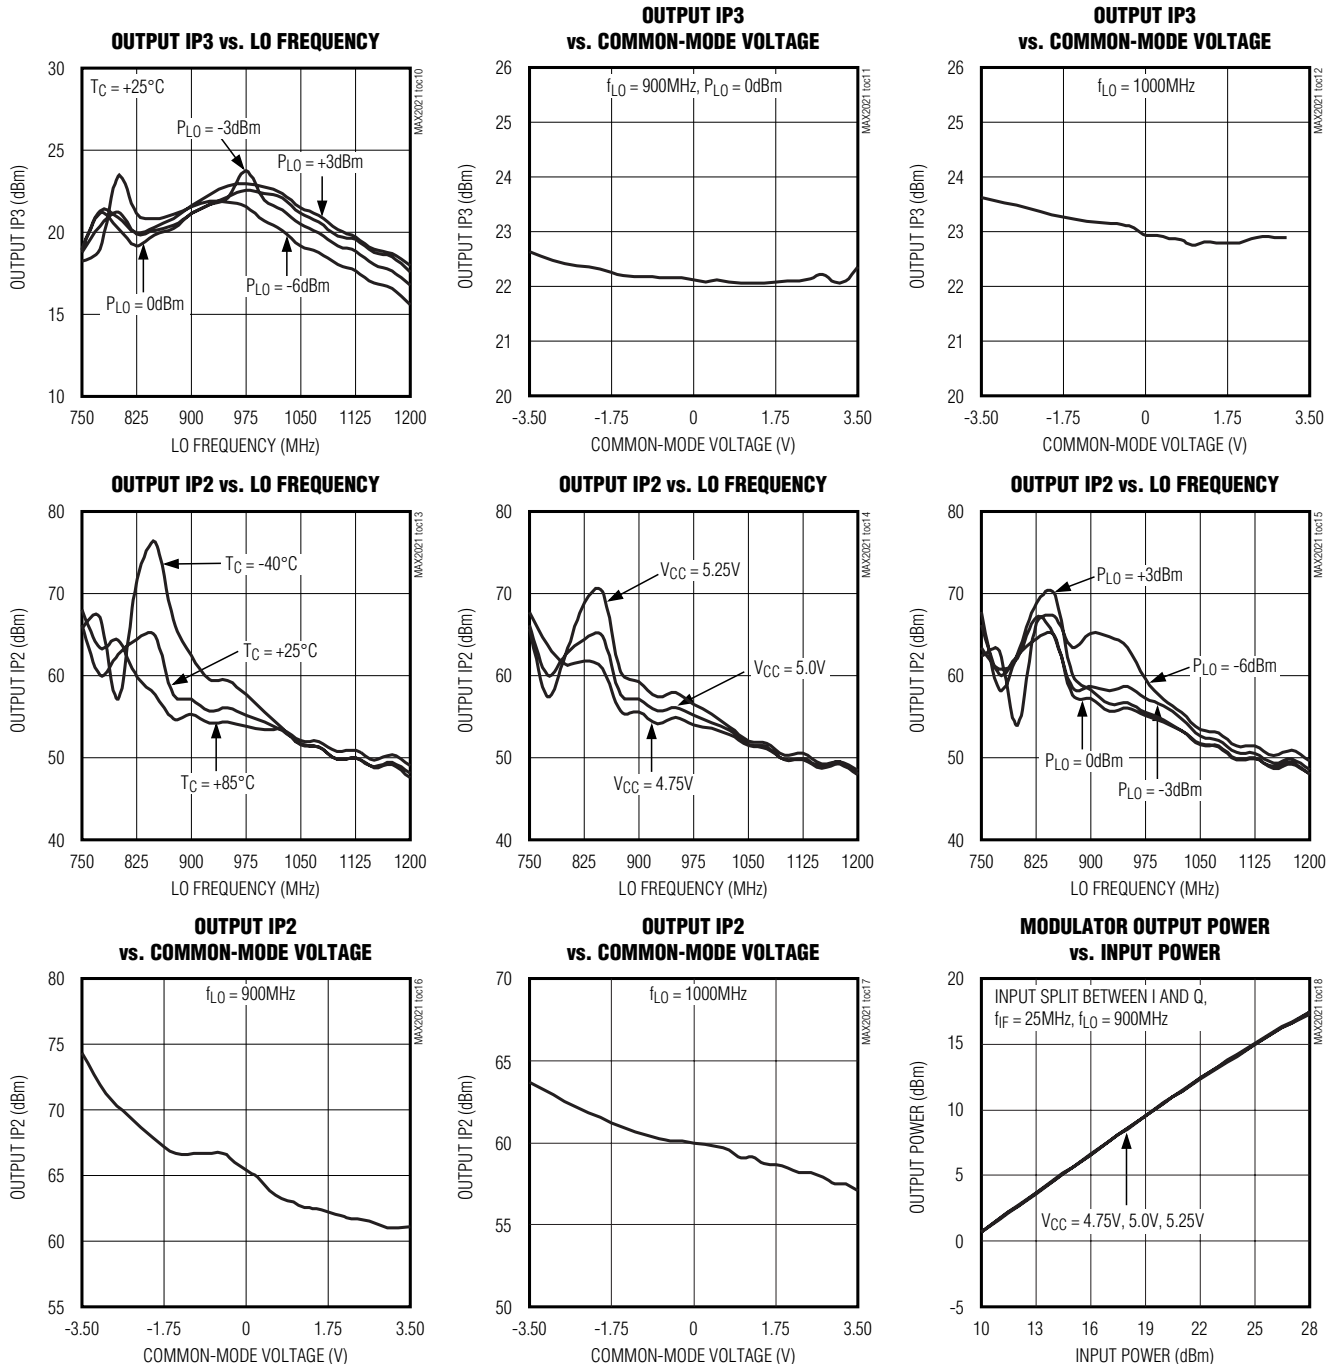 OUTPUT IP3 vs. LO FREQUENCY
30
25
20
15
10
OUTPUT IP3 (dBm)
TC = +25°C
PLO = -3dBm
PLO = +3dBm
PLO = 0dBm
PLO = -6dBm
750 825 900 975 1050 1125 1200
LO FREQUENCY (MHz)
MAX2021 toc10
OUTPUT IP3
vs. COMMON-MODE VOLTAGE
26
25
24
23
22
21
20
OUTPUT IP3 (dBm)
fLO = 900MHz, PLO = 0dBm
-3.50 -1.75 0 1.75 3.50
COMMON-MODE VOLTAGE (V)
MAX2021 toc11
OUTPUT IP3
vs. COMMON-MODE VOLTAGE
26
25
24
23
22
21
20
OUTPUT IP3 (dBm)
fLO = 1000MHz
-3.50 -1.75 0 1.75 3.50
COMMON-MODE VOLTAGE (V)
MAX2021 toc12
OUTPUT IP2 vs. LO FREQUENCY
80
70
60
50
40
OUTPUT IP2 (dBm)
TC = -40°C
TC = +25°C
TC = +85°C
750 825 900 975 1050 1125 1200
LO FREQUENCY (MHz)
MAX2021 toc13
OUTPUT IP2 vs. LO FREQUENCY
80
70
60
50
40
OUTPUT IP2 (dBm)
VCC = 5.25V
VCC = 5.0V
VCC = 4.75V
750 825 900 975 1050 1125 1200
LO FREQUENCY (MHz)
MAX2021 toc14
OUTPUT IP2 vs. LO FREQUENCY
80
70
60
50
40
OUTPUT IP2 (dBm)
PLO = +3dBm
PLO = -6dBm
PLO = 0dBm
PLO = -3dBm
750 825 900 975 1050 1125 1200
LO FREQUENCY (MHz)
MAX2021 toc15
OUTPUT IP2
vs. COMMON-MODE VOLTAGE
80
75
70
65
60
55
OUTPUT IP2 (dBm)
fLO = 900MHz
-3.50 -1.75 0 1.75 3.50
COMMON-MODE VOLTAGE (V)
MAX2021 toc16
OUTPUT IP2
vs. COMMON-MODE VOLTAGE
70
65
60
55
50
OUTPUT IP2 (dBm)
fLO = 1000MHz
-3.50 -1.75 0 1.75 3.50
COMMON-MODE VOLTAGE (V)
MAX2021 toc17
MODULATOR OUTPUT POWER
vs. INPUT POWER
20
15
10
5
0
-5
OUTPUT POWER (dBm)
INPUT SPLIT BETWEEN I AND Q,
fIF = 25MHz, fLO = 900MHz
VCC = 4.75V, 5.0V, 5.25V
10 13 16 19 22 25 28
INPUT POWER (dBm)
MAX2021 toc18